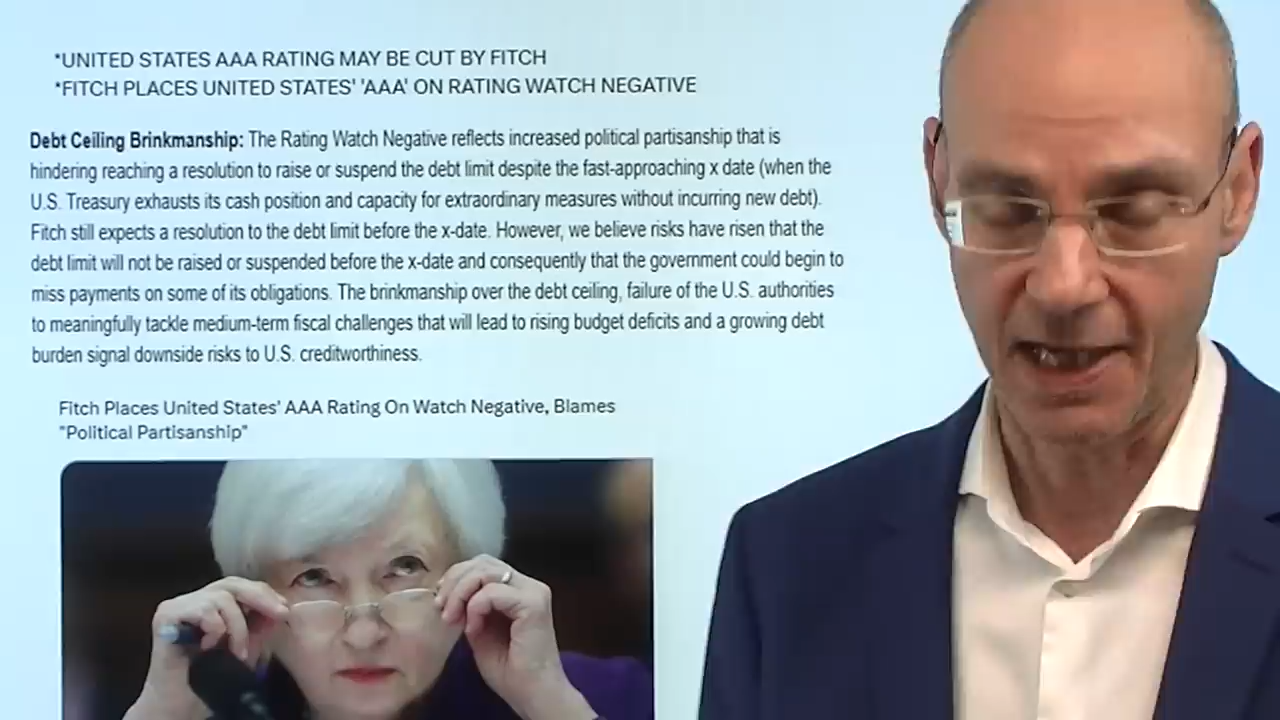 *UNITED STATES AAA RATING MAY BE CUT BY FITCH
*FITCH PLACES UNITED STATES' 'AAA' ON RATING WATCH NEGATIVE
Debt Ceiling Brinkmanship: The Rating Watch Negative reflects increased political partisanship that is
hindering reaching a resolution to raise or suspend the debt limit despite the fast-approaching x date (when the
U.S. Treasury exhausts its cash position and capacity for extraordinary measures without incurring new debt).
Fitch still expects a resolution to the debt limit before the x-date. However, we believe risks have risen that the
debt limit will not be raised or suspended before the x-date and consequently that the government could begin to
miss payments on some of its obligations. The brinkmanship over the debt ceiling, failure of the U.S. authorities
to meaningfully tackle medium-term fiscal challenges that will lead to rising budget deficits and a growing debt
burden signal downside risks to U.S. creditworthiness.
Fitch Places United States' AAA Rating On Watch Negative, Blames
"Political Partisanship"